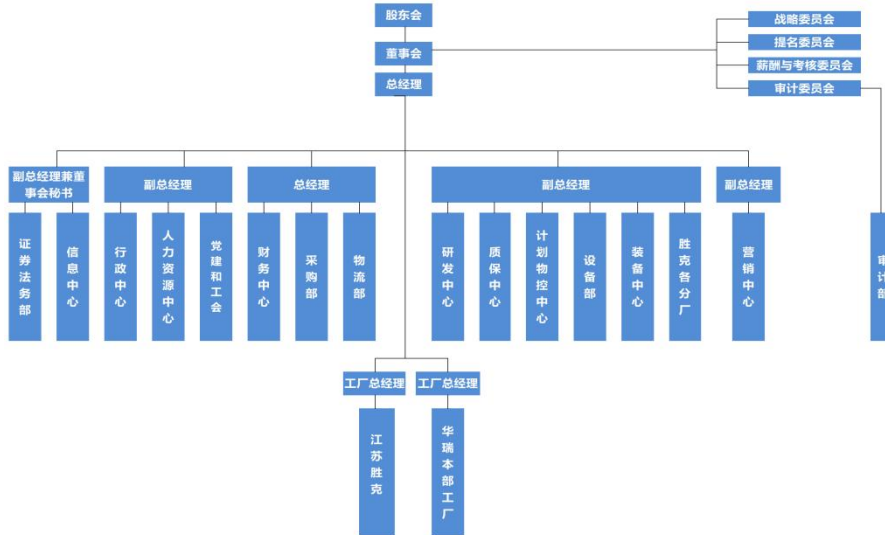 股东会
董事会
总经理
战略委员会
提名委员会
薪酬与考核委员会
审计委员会
副总经理兼董
事会秘书
副总经理
总经理
副总经理
副总经理
证券法务部
信息中心
行政中心
人力资源中心
党建和工会
财务中心
采购部
物流部
研发中心
质保中心
计划物控中心
设备部
装备中心
胜克各分厂
营销中心
审计部
工厂总经理
工厂总经理
江苏胜克
华瑞本部工厂